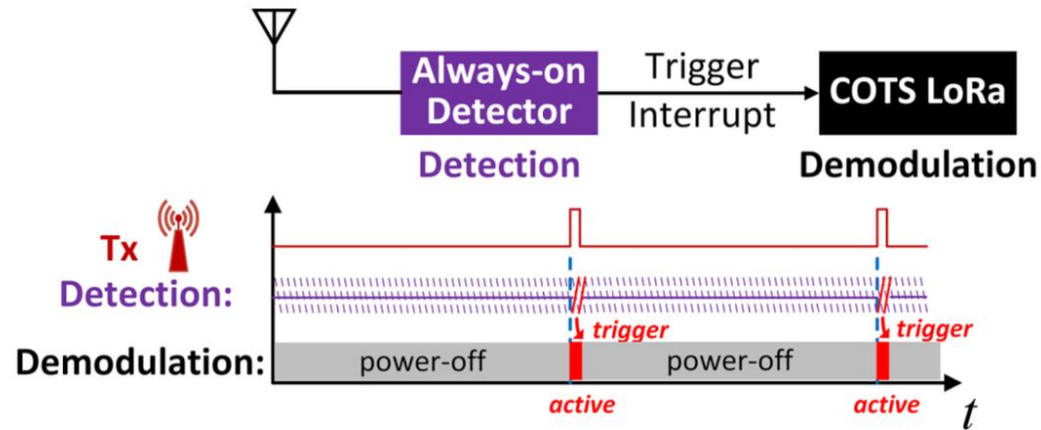 Always-on
Detector
Trigger
Interrupt
COTS LoRa
Detection
Demodulation
Tx
Detection:
trigger
trigger
Demodulation:
power-off
power-off
active
active
t